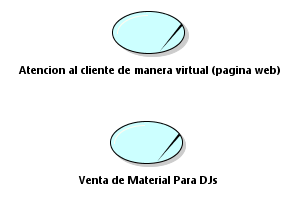 Atencion al cliente de manera virtual (pagina web)
Venta de Material Para DJs